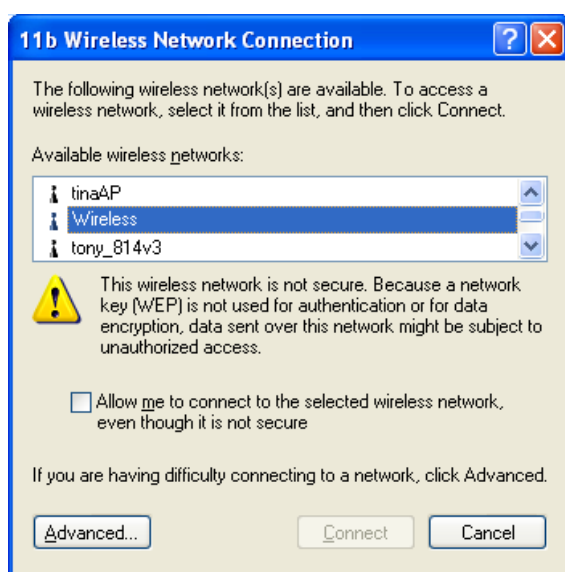 11b Wireless Network Connection
The following wireless network(s) are available. To access a
wireless network, select it from the list, and then click Connect.
Available wireless networks:
tinaAP
Wireless
tony_814v3
This wireless network is not secure. Because a network
key (WEP) is not used for authentication or for data
encryption, data sent over this network might be subject to
unauthorized access.
Allow me to connect to the selected wireless network,
even though it is not secure
If you are having difficulty connecting to a network, click Advanced.
Advanced... Connect Cancel